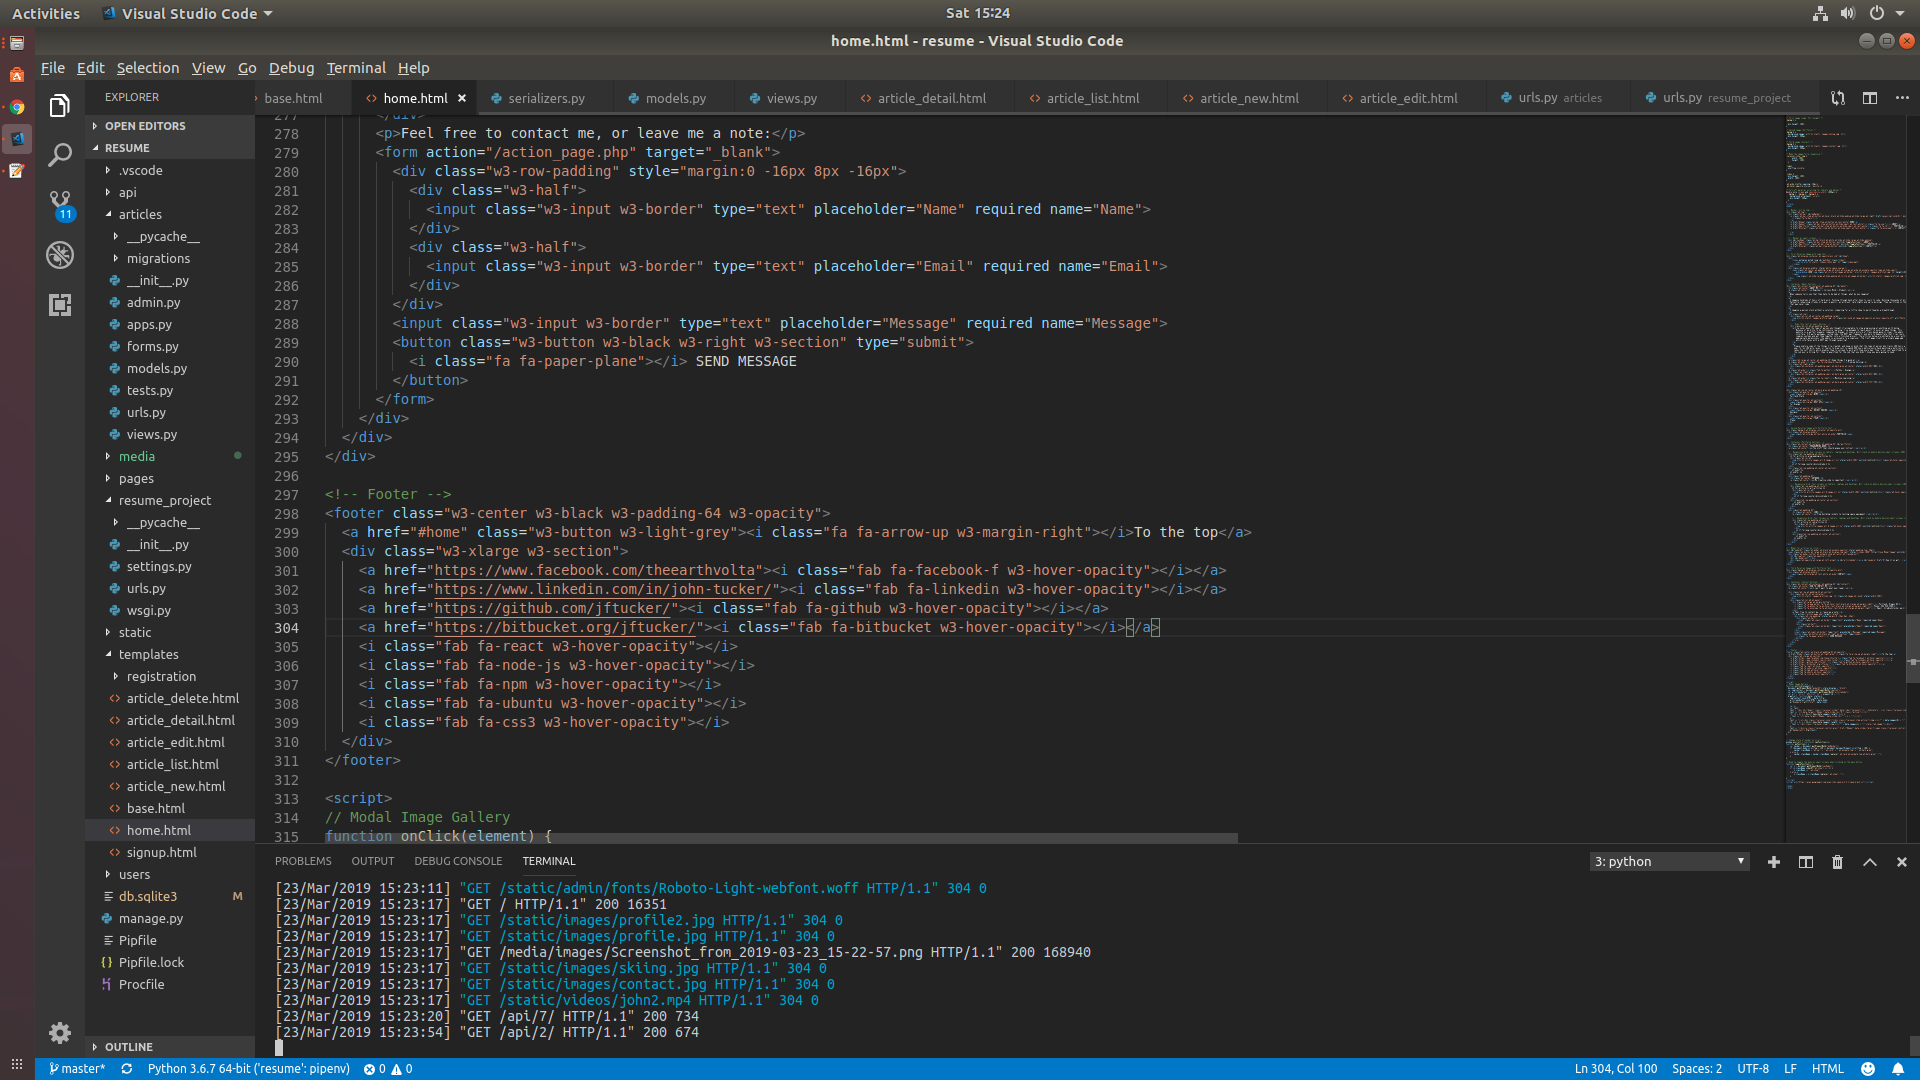 Activities
Visual Studio Code
Sat 15:24
home.html - resume - Visual Studio Code
File Edit Selection View Go Debug Terminal Help
EXPLORER
OPEN EDITORS
RESUME
.vscode
api
articles
__pycache__
migrations
__init__.py
admin.py
apps.py
forms.py
models.py
tests.py
urls.py
views.py
media
pages
resume_project
__pycache__
__init__.py
settings.py
urls.py
wsgi.py
static
templates
registration
article_delete.html
article_detail.html
article_edit.html
article_list.html
article_new.html
base.html
home.html
signup.html
users
db.sqlite3 M
manage.py
Pipfile
Pipfile.lock
Procfile
OUTLINE
11
base.html home.html serializers.py models.py views.py article_detail.html article_list.html article_new.html article_edit.html urls.py articles urls.py resume_project
277 </div>
278 <p>Feel free to contact me, or leave me a note:</p>
279 <form action="/action_page.php" target="_blank">
280 <div class="w3-row-padding" style="margin:0 -16px 8px -16px">
281 <div class="w3-half">
282 <input class="w3-input w3-border" type="text" placeholder="Name" required name="Name">
283 </div>
284 <div class="w3-half">
285 <input class="w3-input w3-border" type="text" placeholder="Email" required name="Email">
286 </div>
287 </div>
288 <input class="w3-input w3-border" type="text" placeholder="Message" required name="Message">
289 <button class="w3-button w3-black w3-right w3-section" type="submit">
290 <i class="fa fa-paper-plane"></i> SEND MESSAGE
291 </button>
292 </form>
293 </div>
294 </div>
295 </div>
296
297 <!-- Footer -->
298 <footer class="w3-center w3-black w3-padding-64 w3-opacity">
299 <a href="#home" class="w3-button w3-light-grey"><i class="fa fa-arrow-up w3-margin-right"></i>To the top</a>
300 <div class="w3-xlarge w3-section">
301 <a href="https://www.facebook.com/theearthvolta"><i class="fab fa-facebook-f w3-hover-opacity"></i></a>
302 <a href="https://www.linkedin.com/in/john-tucker/"><i class="fab fa-linkedin w3-hover-opacity"></i></a>
303 <a href="https://github.com/jftucker/"><i class="fab fa-github w3-hover-opacity"></i></a>
304 <a href="https://bitbucket.org/jftucker/"><i class="fab fa-bitbucket w3-hover-opacity"></i></a>
305 <i class="fab fa-react w3-hover-opacity"></i>
306 <i class="fab fa-node-js w3-hover-opacity"></i>
307 <i class="fab fa-npm w3-hover-opacity"></i>
308 <i class="fab fa-ubuntu w3-hover-opacity"></i>
309 <i class="fab fa-css3 w3-hover-opacity"></i>
310 </div>
311 </footer>
312
313 <script>
314 // Modal Image Gallery
315 function onClick(element) {
PROBLEMS OUTPUT DEBUG CONSOLE TERMINAL
3: python
[23/Mar/2019 15:23:11] "GET /static/admin/fonts/Roboto-Light-webfont.woff HTTP/1.1" 304 0
[23/Mar/2019 15:23:17] "GET / HTTP/1.1" 200 16351
[23/Mar/2019 15:23:17] "GET /static/images/profile2.jpg HTTP/1.1" 304 0
[23/Mar/2019 15:23:17] "GET /static/images/profile.jpg HTTP/1.1" 304 0
[23/Mar/2019 15:23:17] "GET /media/images/Screenshot_from_2019-03-23_15-22-57.png HTTP/1.1" 200 168940
[23/Mar/2019 15:23:17] "GET /static/images/skiing.jpg HTTP/1.1" 304 0
[23/Mar/2019 15:23:17] "GET /static/images/contact.jpg HTTP/1.1" 304 0
[23/Mar/2019 15:23:17] "GET /static/videos/john2.mp4 HTTP/1.1" 304 0
[23/Mar/2019 15:23:20] "GET /api/7/ HTTP/1.1" 200 734
[23/Mar/2019 15:23:54] "GET /api/2/ HTTP/1.1" 200 674
master* Python 3.6.7 64-bit ('resume': pipenv) 0 0
Ln 304, Col 100 Spaces: 2 UTF-8 LF HTML